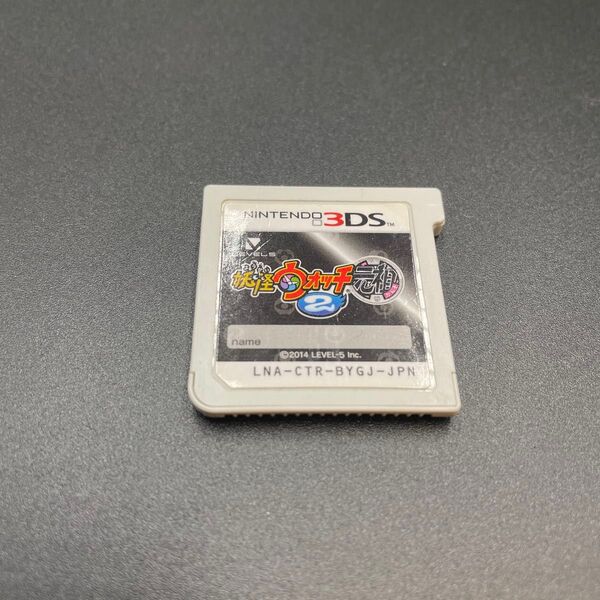 NINTENDO 3DS™
LEVEL5
妖怪ウォッチ
2
元祖
name
©2014 LEVEL-5 Inc.
LNA-CTR-BYGJ-JPN